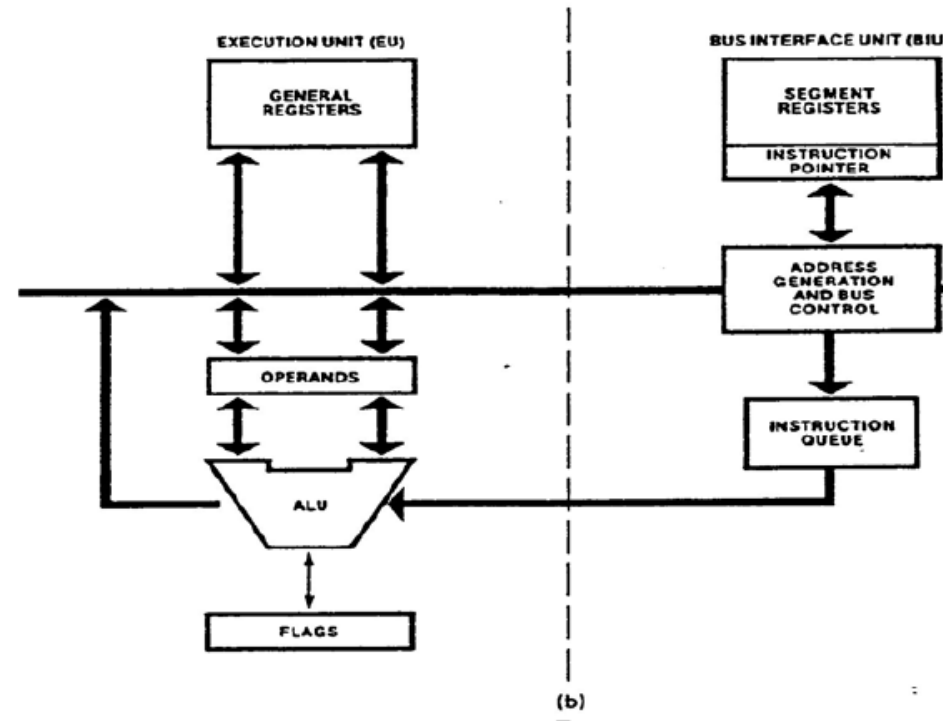 EXECUTION UNIT (EU)
GENERAL
REGISTERS
OPERANDS
ALU
FLAGS
BUS INTERFACE UNIT (BIU
SEGMENT
REGISTERS
INSTRUCTION
POINTER
ADDRESS
GENERATION
AND BUS
CONTROL
INSTRUCTION
QUEUE
(b)